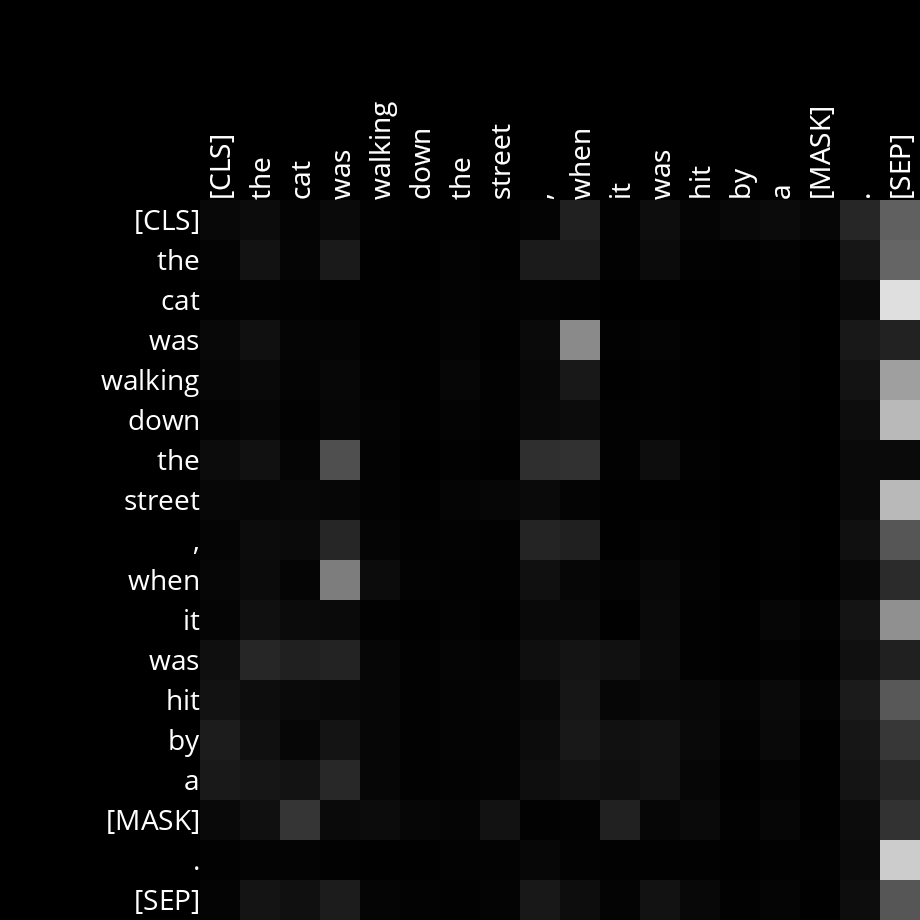 [CLS] the cat was walking down the street , when it was hit by a [MASK] . [SEP]
[CLS]
the
cat
was
walking
down
the
street
,
when
it
was
hit
by
a
[MASK]
.
[SEP]